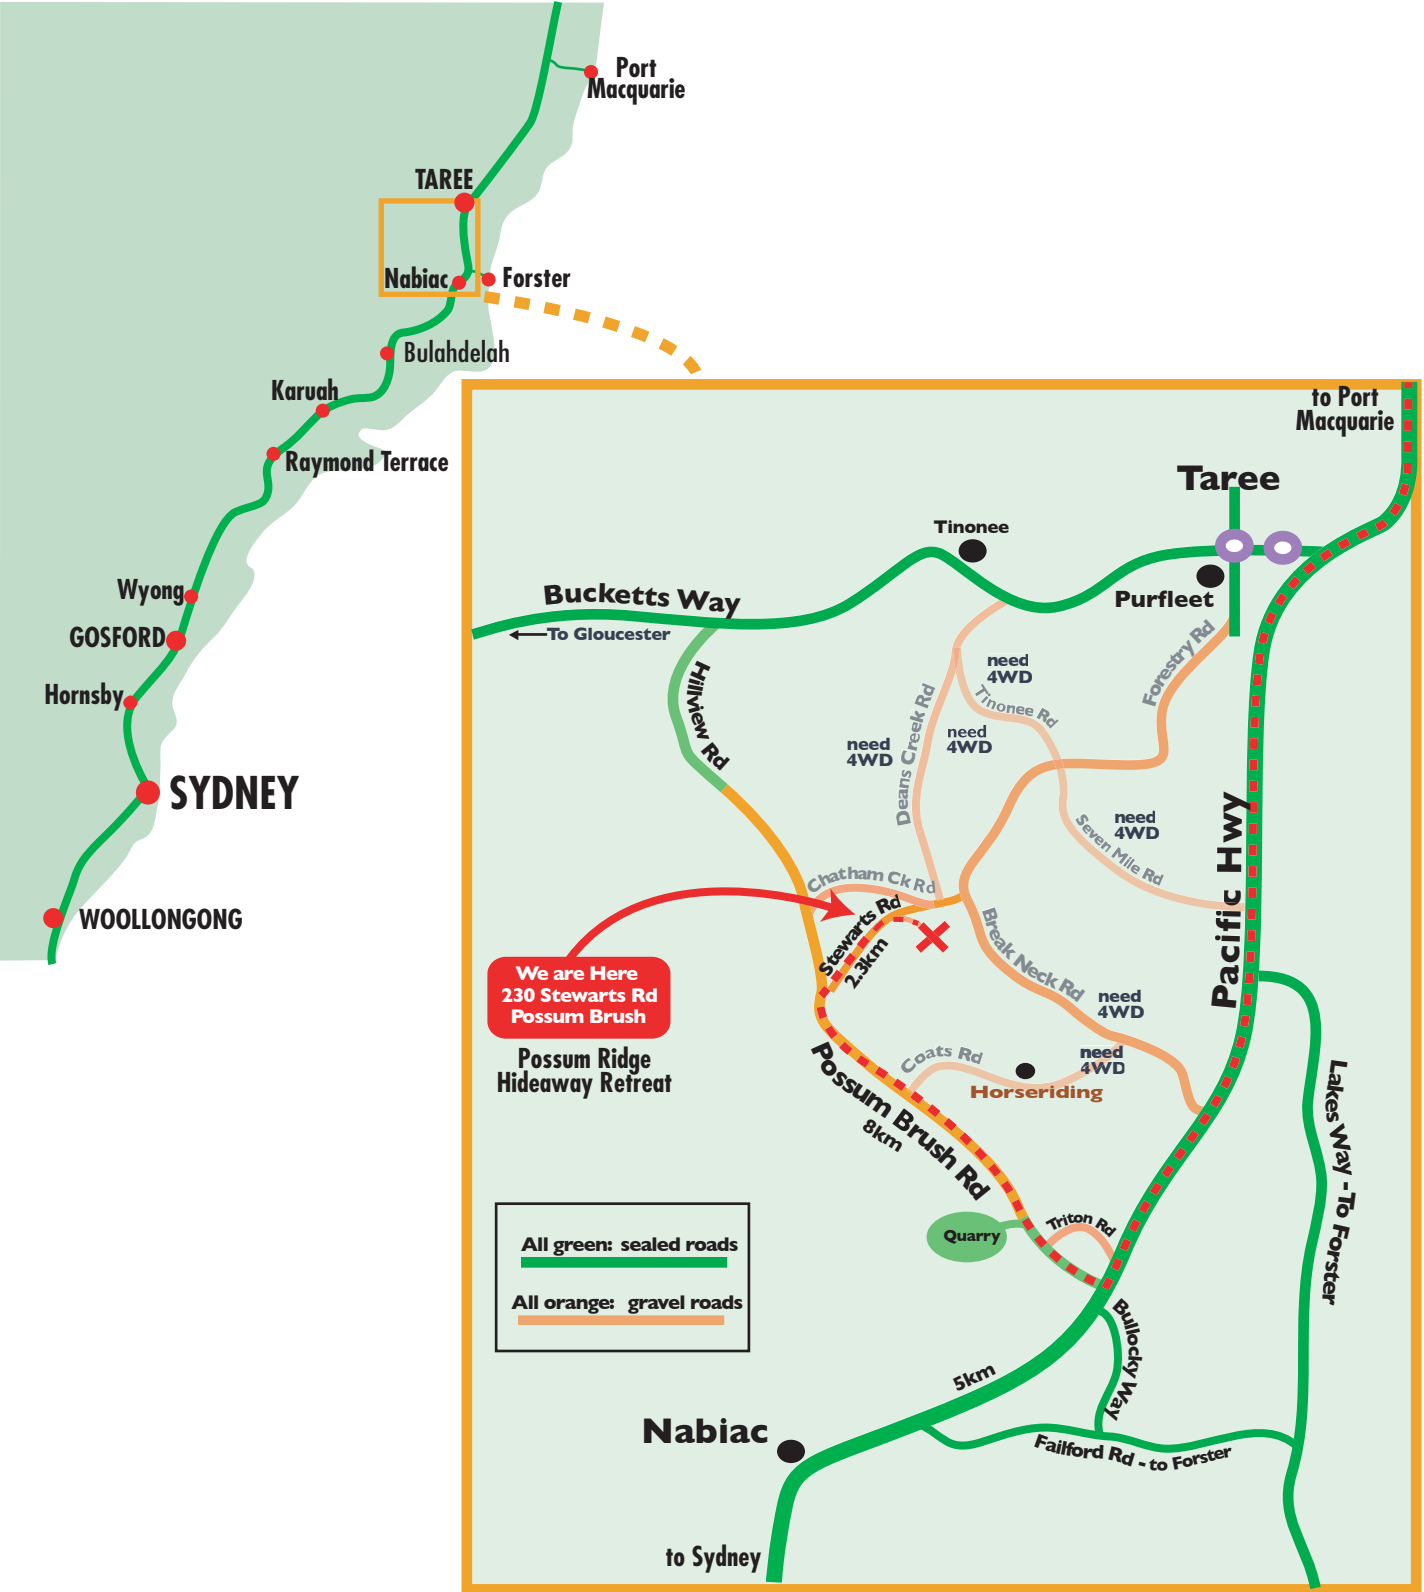 Port
Macquarie
TAREE
Nabiac
Forster
Bulahdelah
Karuah
Raymond Terrace
Wyong
GOSFORD
Hornsby
SYDNEY
WOOLLONGONG
to Port
Macquarie
Taree
Tinonee
Purfleet
Bucketts Way
To Gloucester
Hillview Rd
need
4WD
Tinonee Rd
need
4WD
need
4WD
Deans Creek Rd
Forestry Rd
need
4WD
Seven Mile Rd
Pacific Hwy
Chatham Ck Rd
Stewarts Rd
2.3km
Break Neck Rd
need
4WD
need
4WD
We are Here
230 Stewarts Rd
Possum Brush
Possum Ridge
Hideaway Retreat
Coats Rd
Horseriding
Possum Brush Rd
8km
Lakes Way - To Forster
Triton Rd
Quarry
All green: sealed roads
All orange: gravel roads
Bullocky Way
5km
Nabiac
Failford Rd - to Forster
to Sydney